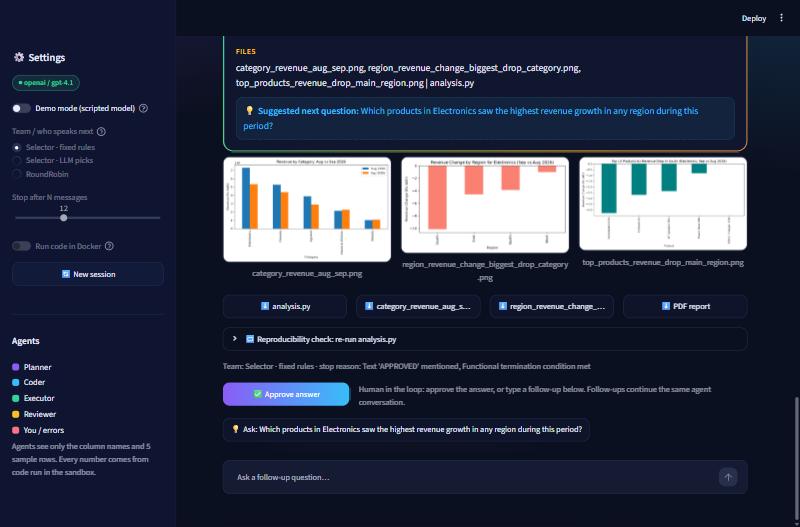 Deploy
Settings
openai / gpt-4.1
Demo mode (scripted model)
Team / who speaks next
Selector - fixed rules
Selector - LLM picks
RoundRobin
Stop after N messages
12
Run code in Docker
New session
Agents
Planner
Coder
Executor
Reviewer
You / errors
Agents see only the column names and 5
sample rows. Every number comes from
code run in the sandbox.
FILES
category_revenue_aug_sep.png, region_revenue_change_biggest_drop_category.png,
top_products_revenue_drop_main_region.png | analysis.py
Suggested next question: Which products in Electronics saw the highest revenue growth in any region during this
period?
category_revenue_aug_sep.png
region_revenue_change_biggest_drop_category
.png
top_products_revenue_drop_main_region.png
analysis.py
category_revenue_aug_s...
region_revenue_change_...
PDF report
Reproducibility check: re-run analysis.py
Team: Selector - fixed rules · stop reason: Text 'APPROVED' mentioned, Functional termination condition met
Approve answer
Human in the loop: approve the answer, or type a follow-up below. Follow-ups continue the same agent
conversation.
Ask: Which products in Electronics saw the highest revenue growth in any region during this period?
Ask a follow-up question...